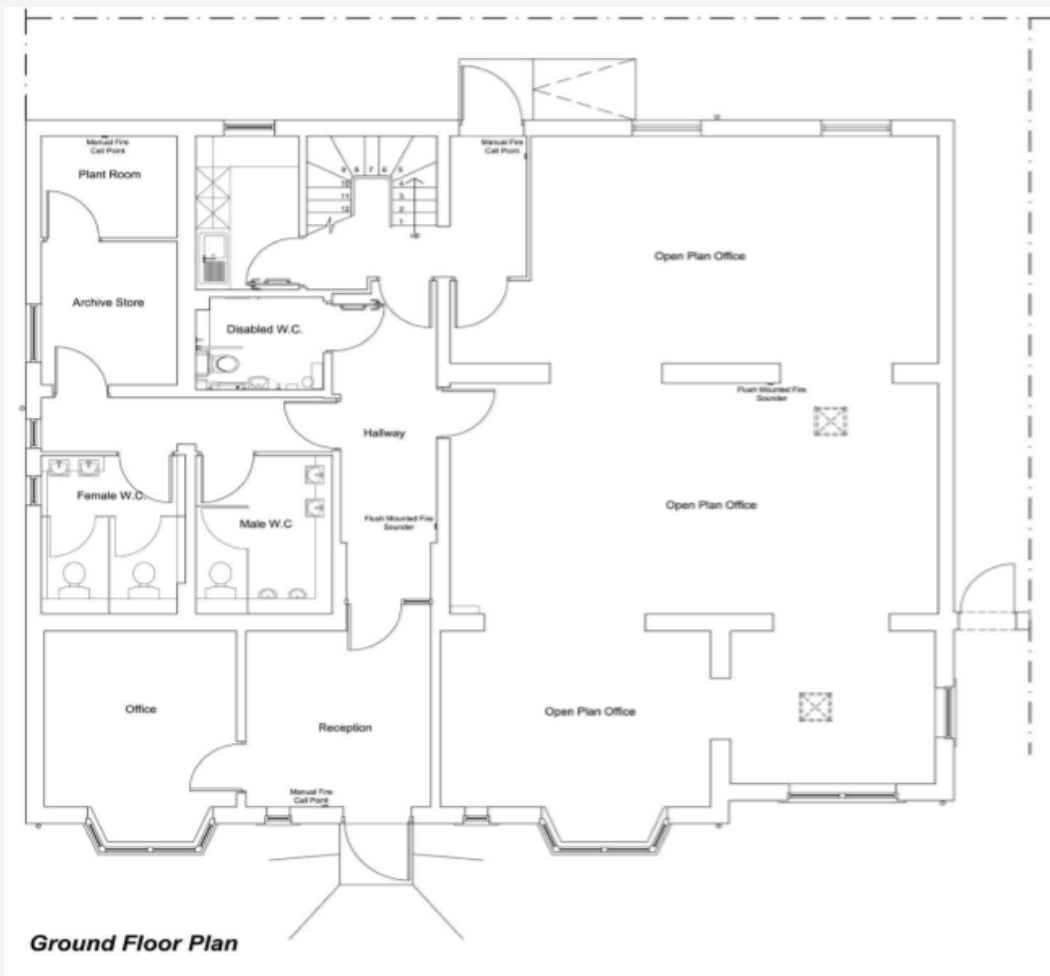 Manual Fire
Call Point
Plant Room
Manual Fire
Call Point
9 8 7 6 5
10 4
11 3
12 2
1
up
Open Plan Office
Archive Store
Disabled W.C.
Flush Mounted Fire
Sounder
Hallway
Female W.C.
Male W.C
Flush Mounted Fire
Sounder
Open Plan Office
Office
Reception
Open Plan Office
Manual Fire
Call Point
Ground Floor Plan